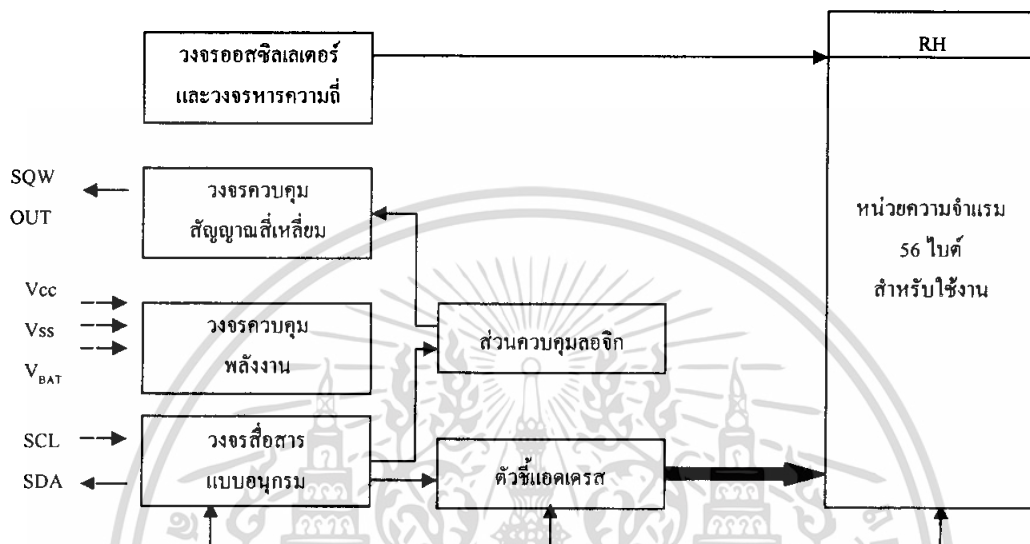 RH
วงจรออสซิลเลเตอร์
และวงจรหารความถี่
SQW
OUT
วงจรควบคุม
สัญญาณสี่เหลี่ยม
หน่วยความจำแรม
56 ไบต์
สำหรับใช้งาน
Vcc
Vss
VBAT
วงจรควบคุม
พลังงาน
ส่วนควบคุมลอจิก
SCL
SDA
วงจรสื่อสาร
แบบอนุกรม
ตัวชี้แอดเดรส